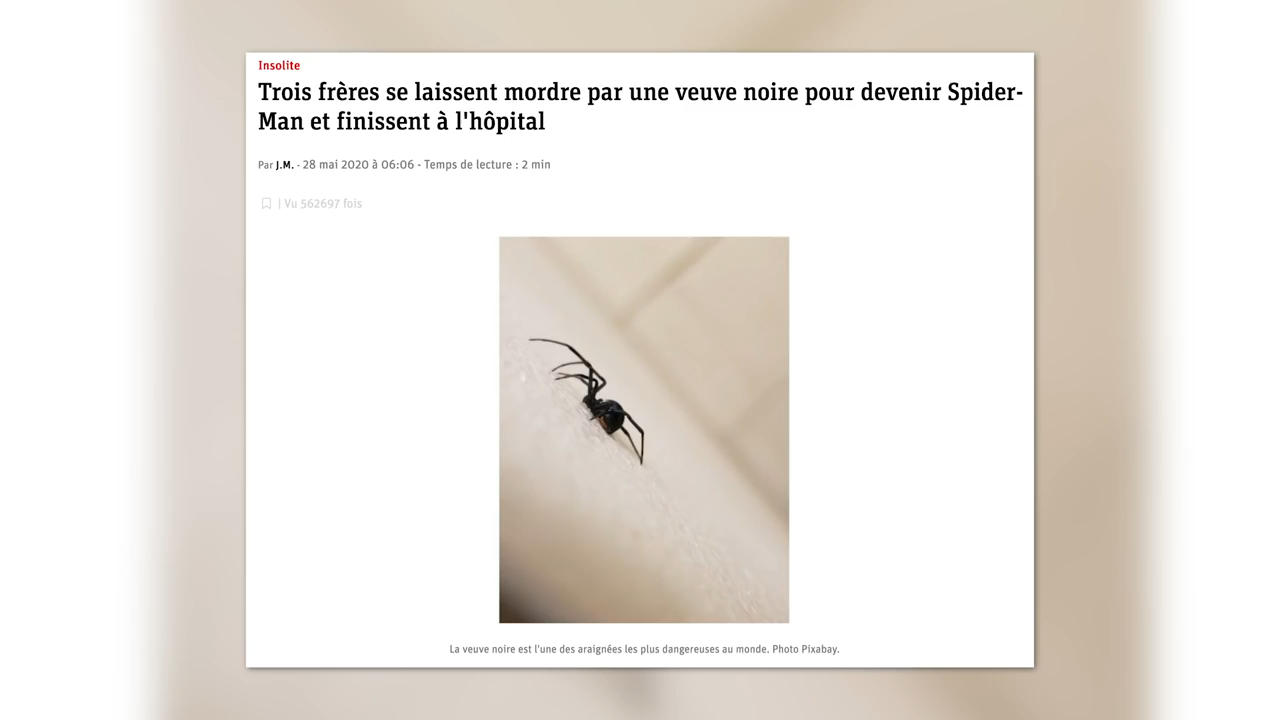 Insolite
Trois frères se laissent mordre par une veuve noire pour devenir Spider-
Man et finissent à l'hôpital
Par J.M. - 28 mai 2020 à 06:06 - Temps de lecture : 2 min
| Vu 562697 fois
La veuve noire est l'une des araignées les plus dangereuses au monde. Photo Pixabay.